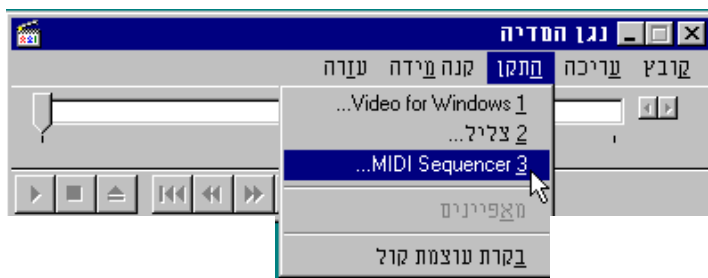 נגן המדיה
קובץ עריכה התקן קנה מידה עזרה
1 Video for Windows...
2 צליל...
3 MIDI Sequencer...
מאפיינים
בקרת עוצמת קול